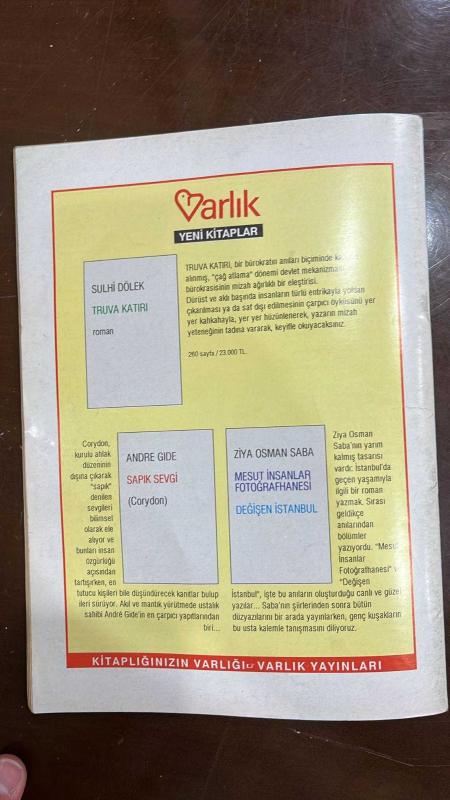 Varlık
YENİ KİTAPLAR
SULHİ DÖLEK
TRUVA KATIRI
roman
TRUVA KATIRI, bir bürokratın anıları biçiminde
alınmış, "çağ atlama" dönemi devlet
bürokrasisinin mizah ağırlıklı bir eleştirisi.
Dürüst ve aklı başında insanların türlü entrikayla yoldan
çıkarılması ya da saf dışı edilmesinin çarpıcı öyküsünü yer
yer kahkahayla, yer yer hüzünlenerek, yazarın mizah
yeteneğinin tadına vararak, keyifle okuyacaksınız.
260 sayfa / 23.000 TL.
Corydon,
kurulu ahlak
düzeninin
dışına çıkarak
"sapık"
denilen
sevgileri
bilimsel
olarak ele
alıyor ve
bunları insan
özgürlüğü
açısından
tartışırken, en
tutucu kişileri bile düşündürecek kanıtlar bulup
ileri sürüyor. Akıl ve mantık yürütmede ustalık
sahibi André Gide'in en çarpıcı yapıtlarından
biri...
ANDRE GIDE
SAPIK SEVGİ
(Corydon)
ZİYA OSMAN SABA
MESUT İNSANLAR
FOTOĞRAFHANESİ
DEĞİŞEN İSTANBUL
Ziya Osman
Saba'nın yarım
kalmış tasarısı
vardı: İstanbul'da
geçen yaşamıyla
ilgili bir roman
yazmak. Sırası
geldikçe
anılarından
bölümler
yazıyordu. "Mesut
İnsanlar
Fotoğrafhanesi"
"Değişen
İstanbul", işte bu anıların oluşturduğu canlı ve güzel
yazılar... Saba'nın şiirlerinden sonra bütün
düzyazılarını bir arada yayınlarken, genç kuşakların
bu usta kalemle tanışmasını diliyoruz.
KİTAPLIĞINIZIN VARLIĞI VARLIK YAYINLARI